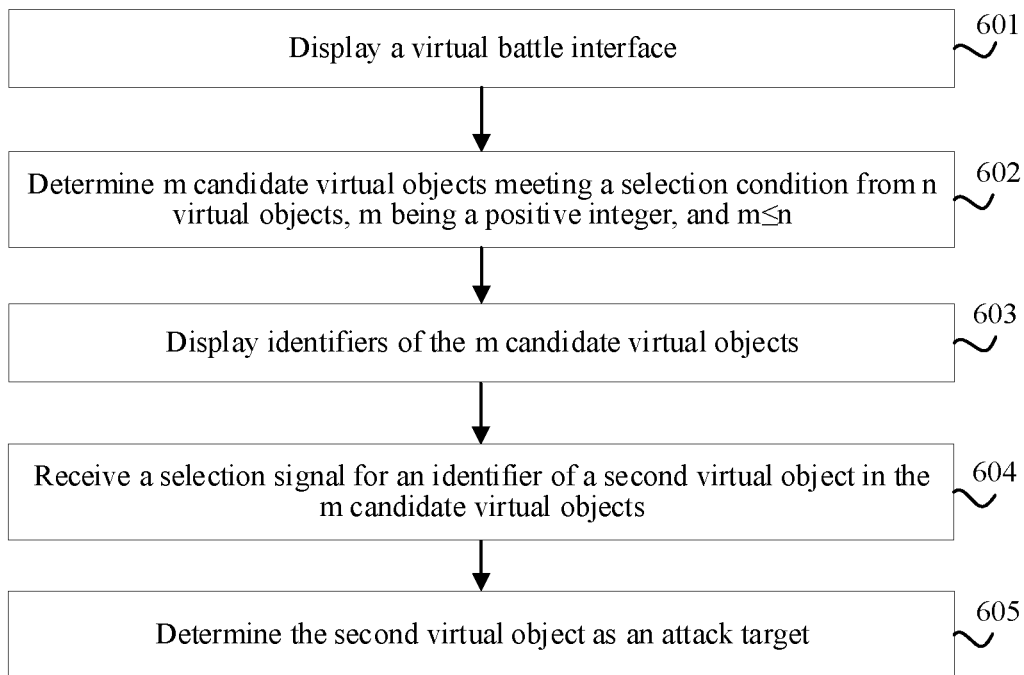 601
Display a virtual battle interface
602
Determine m candidate virtual objects meeting a selection condition from n
virtual objects, m being a positive integer, and m≤n
603
Display identifiers of the m candidate virtual objects
604
Receive a selection signal for an identifier of a second virtual object in the
m candidate virtual objects
605
Determine the second virtual object as an attack target